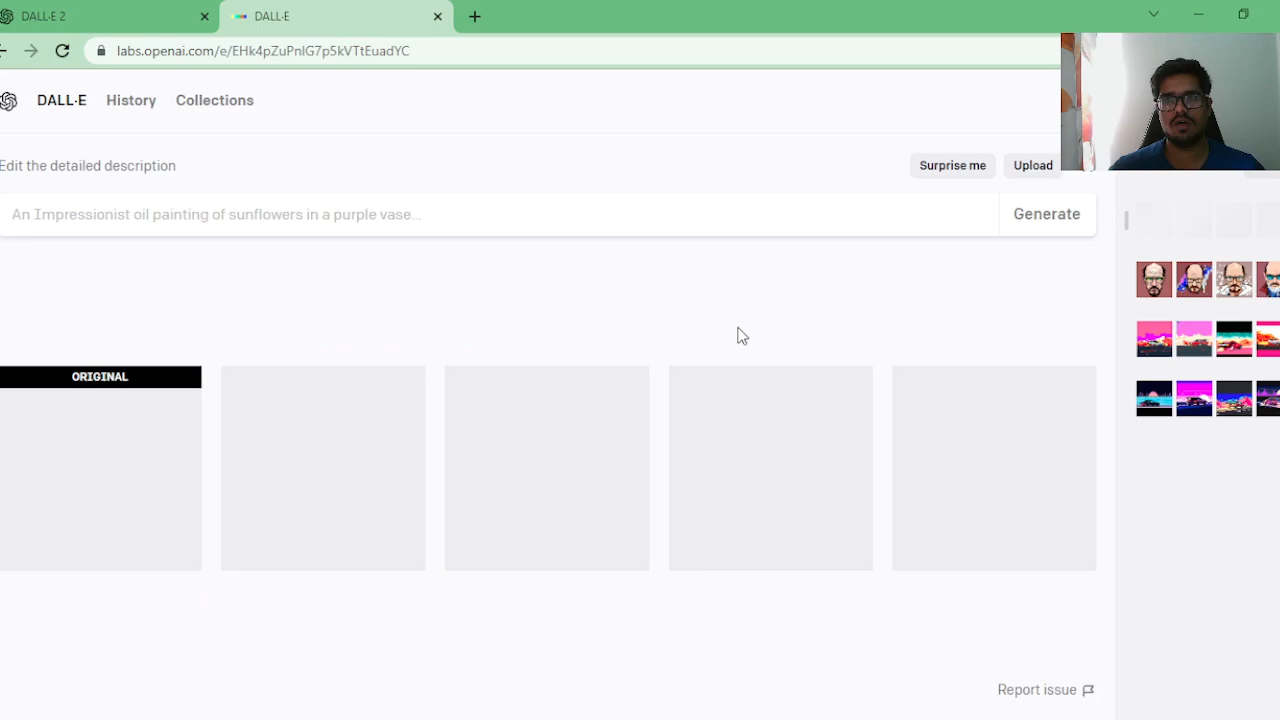 DALL·E 2
DALL·E
labs.openai.com/e/EHk4pZuPnlG7p5kVTtEuadYC
DALL·E History Collections
Edit the detailed description
Surprise me
Upload
An Impressionist oil painting of sunflowers in a purple vase...
Generate
ORIGINAL
Report issue